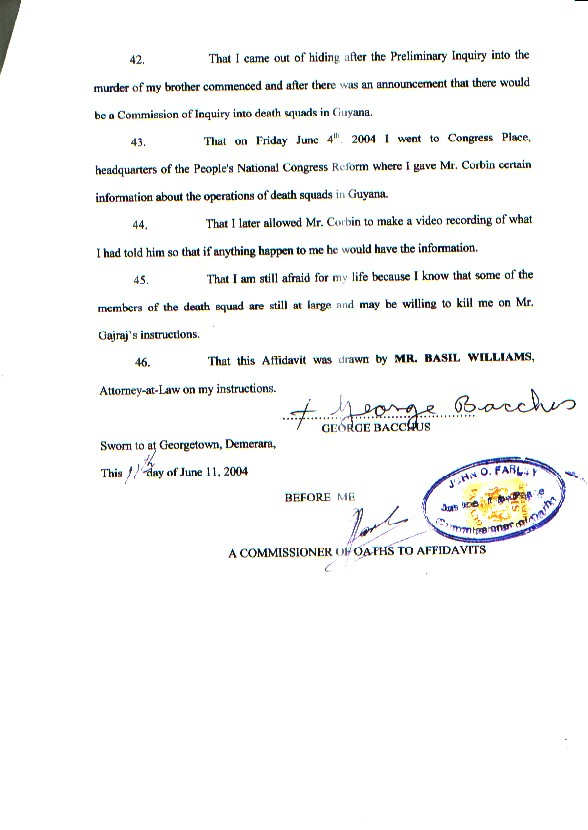 42. That I came out of hiding after the Preliminary Inquiry into the
murder of my brother commenced and after there was an announcement that there would
be a Commission of Inquiry into death squads in Guyana.
43. That on Friday June 4th, 2004 I went to Congress Place,
headquarters of the People's National Congress Reform where I gave Mr. Corbin certain
information about the operations of death squads in Guyana.
44. That I later allowed Mr. Corbin to make a video recording of what
I had told him so that if anything happen to me he would have the information.
45. That I am still afraid for my life because I know that some of the
members of the death squad are still at large and may be willing to kill me on Mr.
Gajraj's instructions.
46. That this Affidavit was drawn by MR. BASIL WILLIAMS,
Attorney-at-Law on my instructions.
George Bacchus
GEORGE BACCHUS
Sworn to at Georgetown, Demerara,
This 11th day of June 11, 2004
JOHN O. FARLEY
BEFORE ME
A COMMISSIONER OF OATHS TO AFFIDAVITS